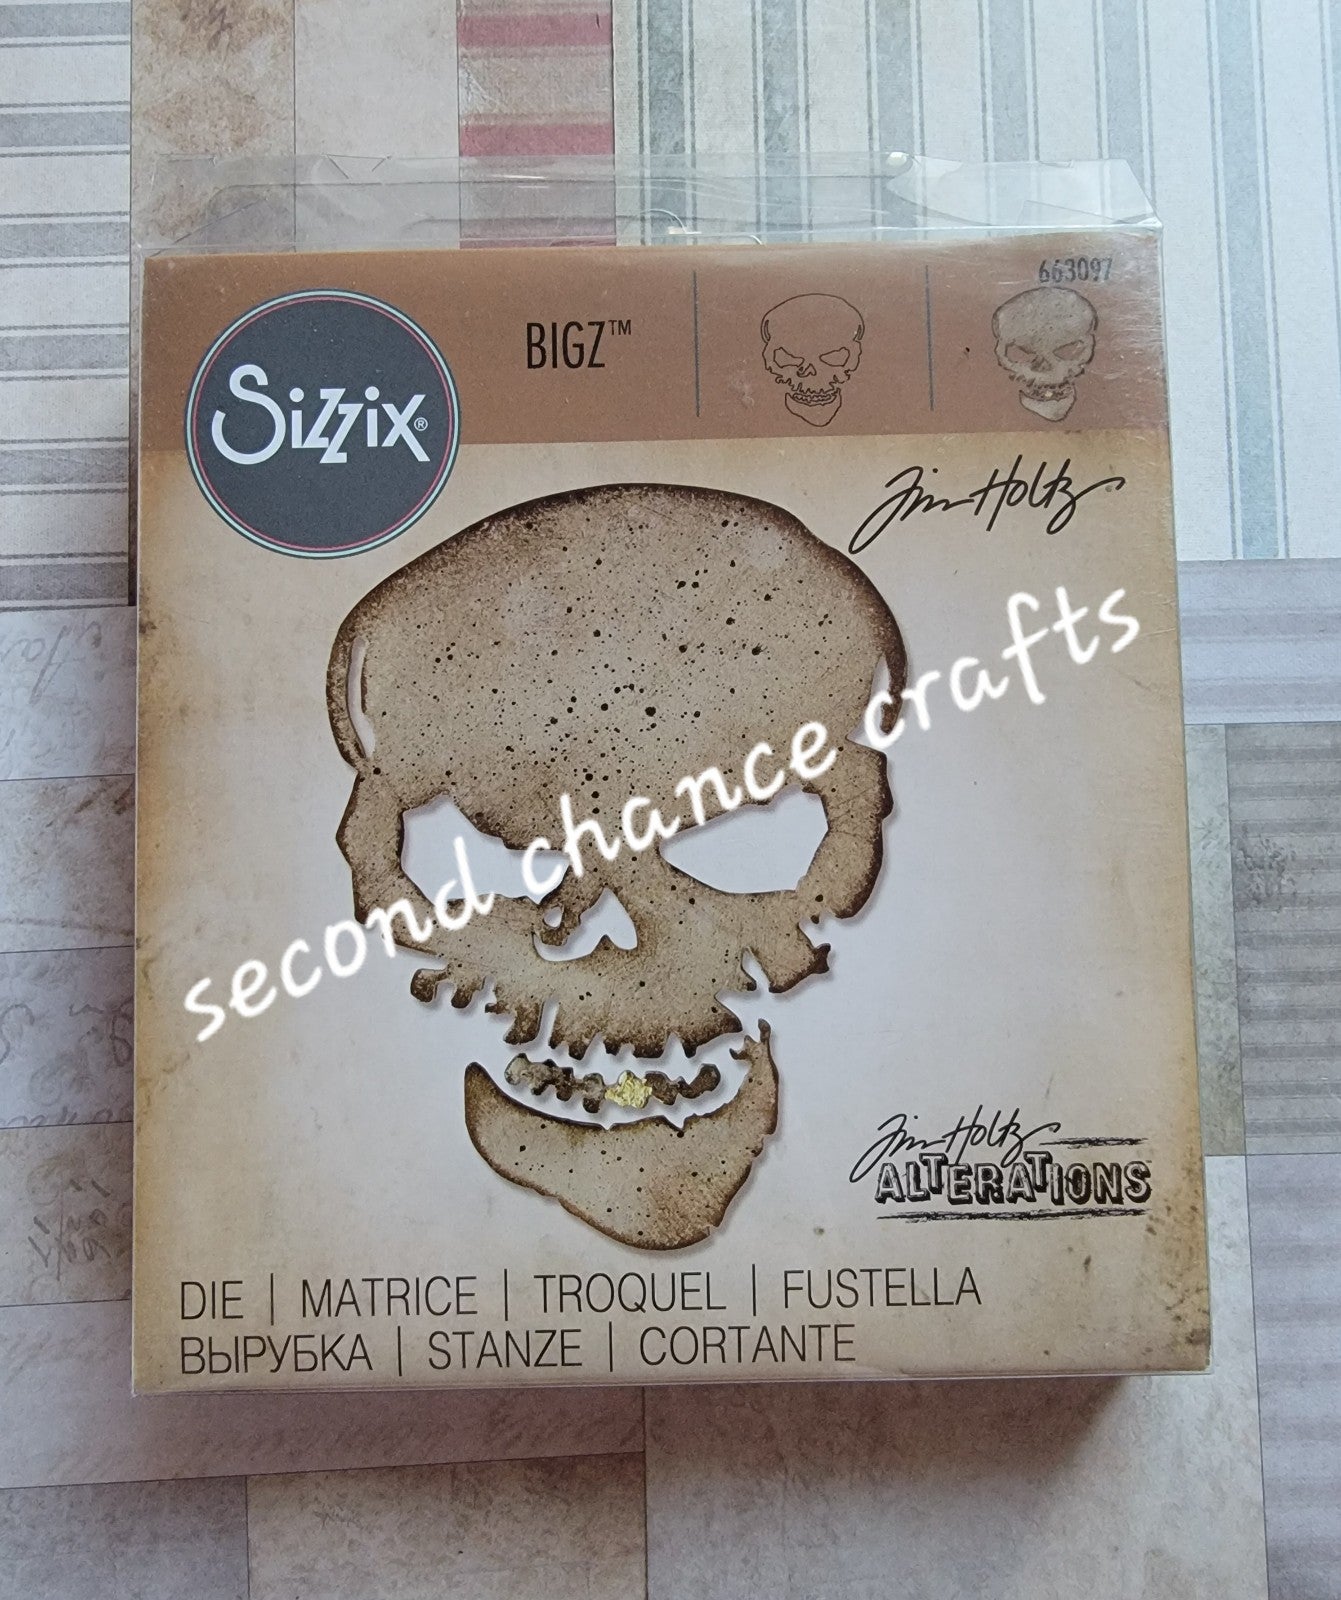 663097
BIGZ™
Sizzix®
Tim Holtz
second chance crafts
Tim Holtz
ALTERATIONS
DIE | MATRICE | TROQUEL | FUSTELLA
ВЫРУБКА | STANZE | CORTANTE